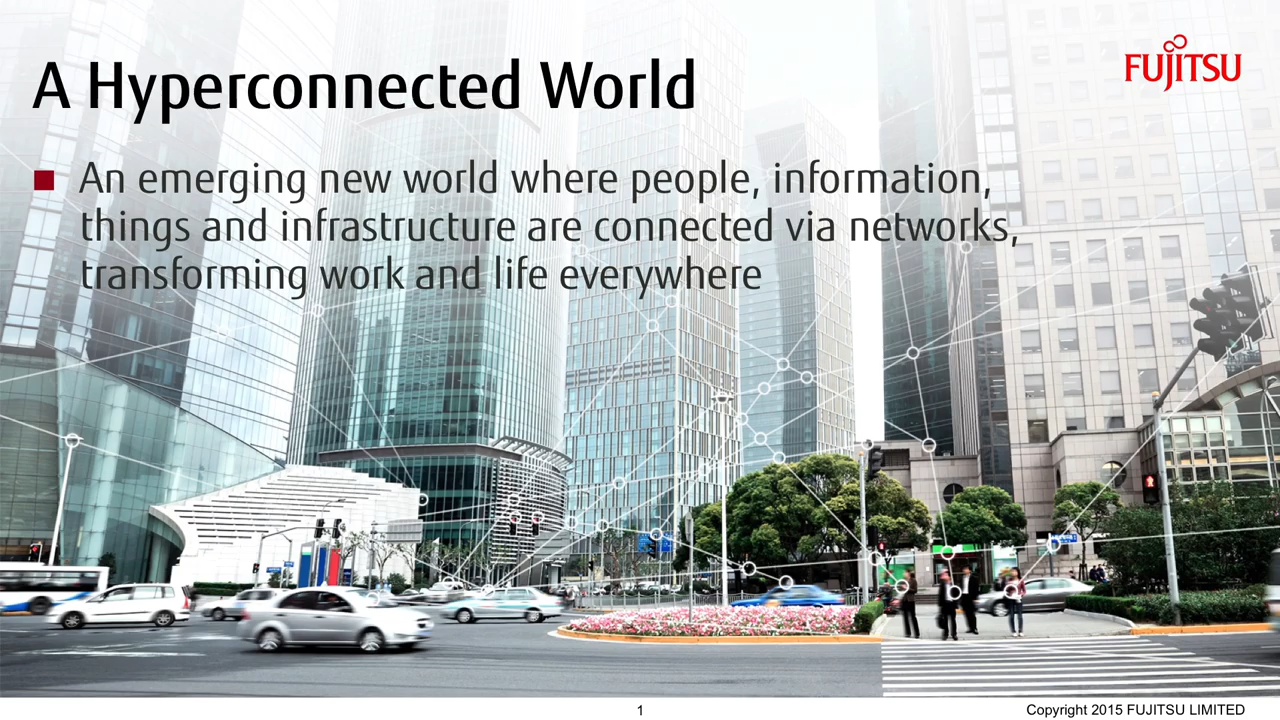 A Hyperconnected World
FUJITSU
An emerging new world where people, information,
things and infrastructure are connected via networks,
transforming work and life everywhere
1
Copyright 2015 FUJITSU LIMITED